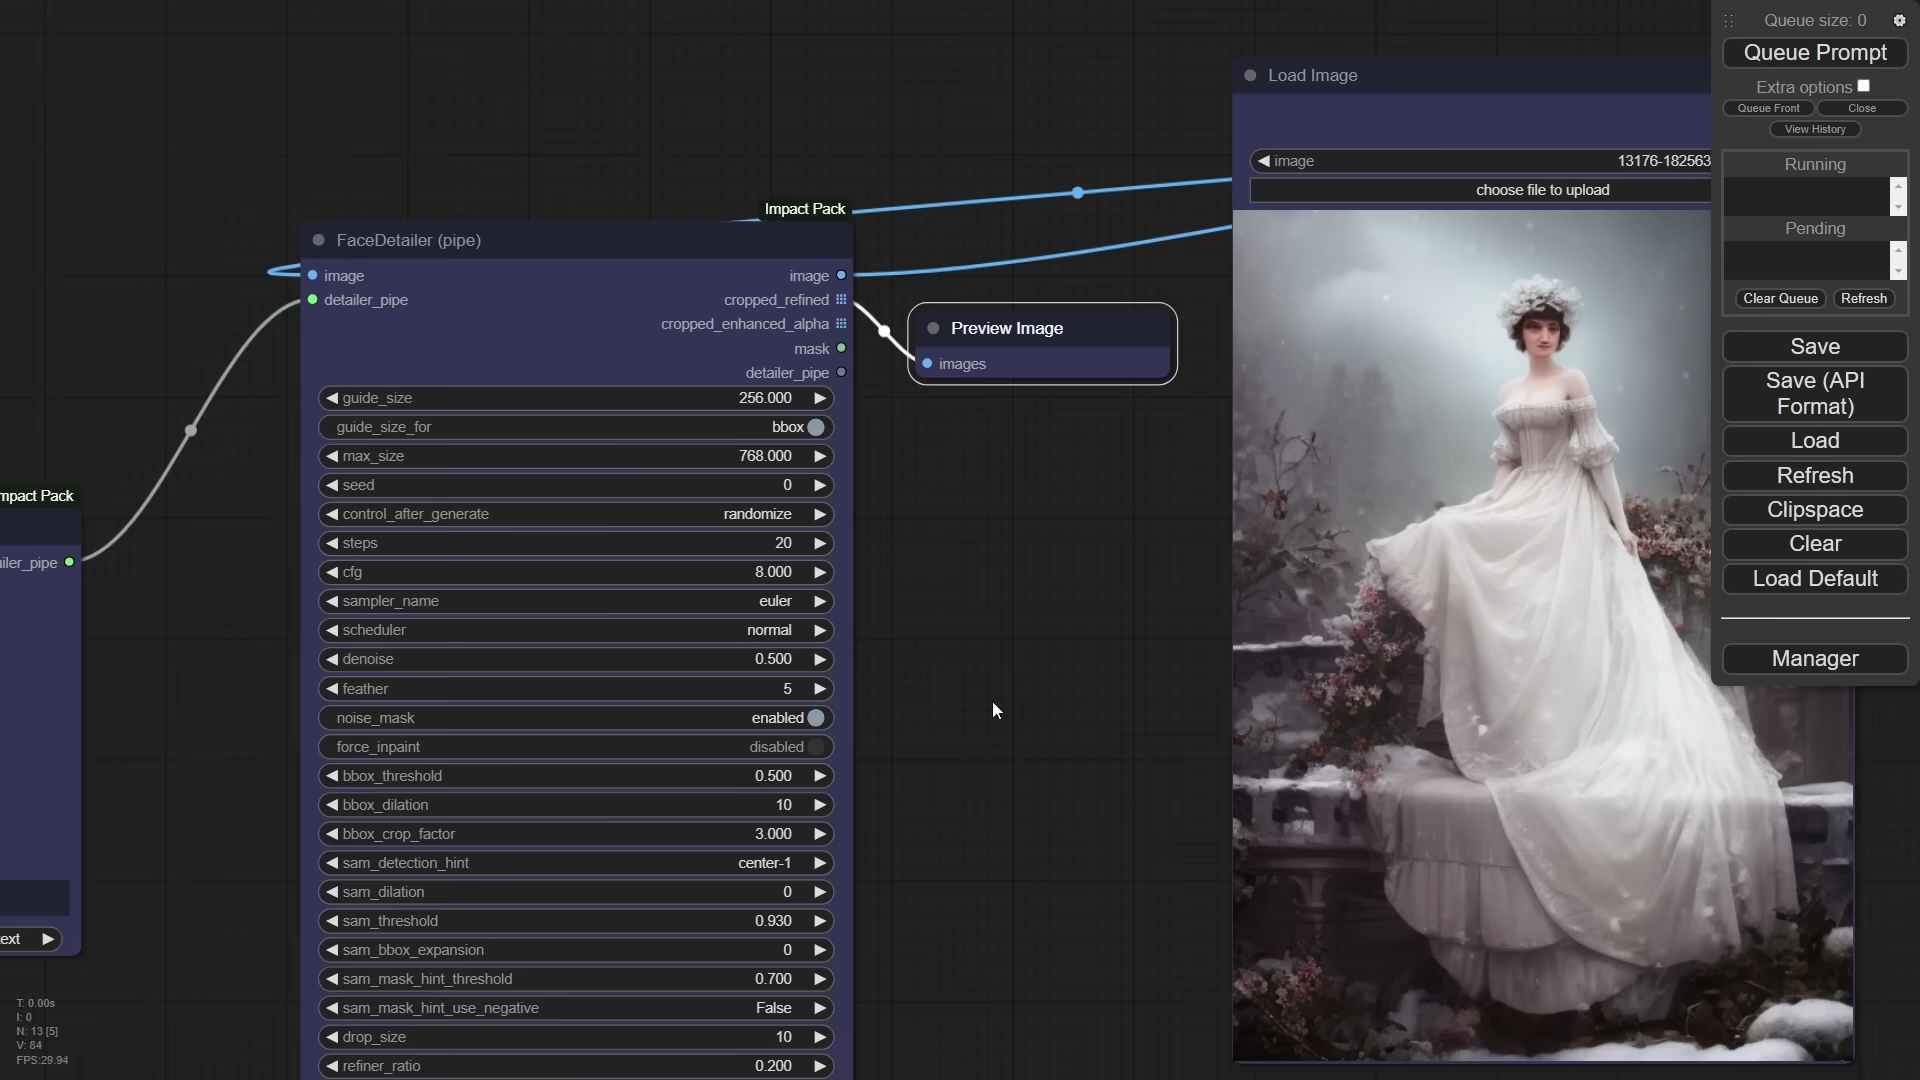 Queue size: 0
Queue Prompt
Extra options
Queue Front
Close
View History
Running
Pending
Clear Queue
Refresh
Save
Save (API
Format)
Load
Refresh
Clipspace
Clear
Load Default
Manager
Load Image
image 13176-182563
choose file to upload
Impact Pack
FaceDetailer (pipe)
image image
detailer_pipe cropped_refined
cropped_enhanced_alpha
mask
detailer_pipe
guide_size 256.000
guide_size_for bbox
max_size 768.000
seed 0
control_after_generate randomize
steps 20
cfg 8.000
sampler_name euler
scheduler normal
denoise 0.500
feather 5
noise_mask enabled
force_inpaint disabled
bbox_threshold 0.500
bbox_dilation 10
bbox_crop_factor 3.000
sam_detection_hint center-1
sam_dilation 0
sam_threshold 0.930
sam_bbox_expansion 0
sam_mask_hint_threshold 0.700
sam_mask_hint_use_negative False
drop_size 10
refiner_ratio 0.200
Preview Image
images
mpact Pack
iler_pipe
ext
T: 0.00s
I: 0
N: 13 [5]
V: 84
FPS:29.94